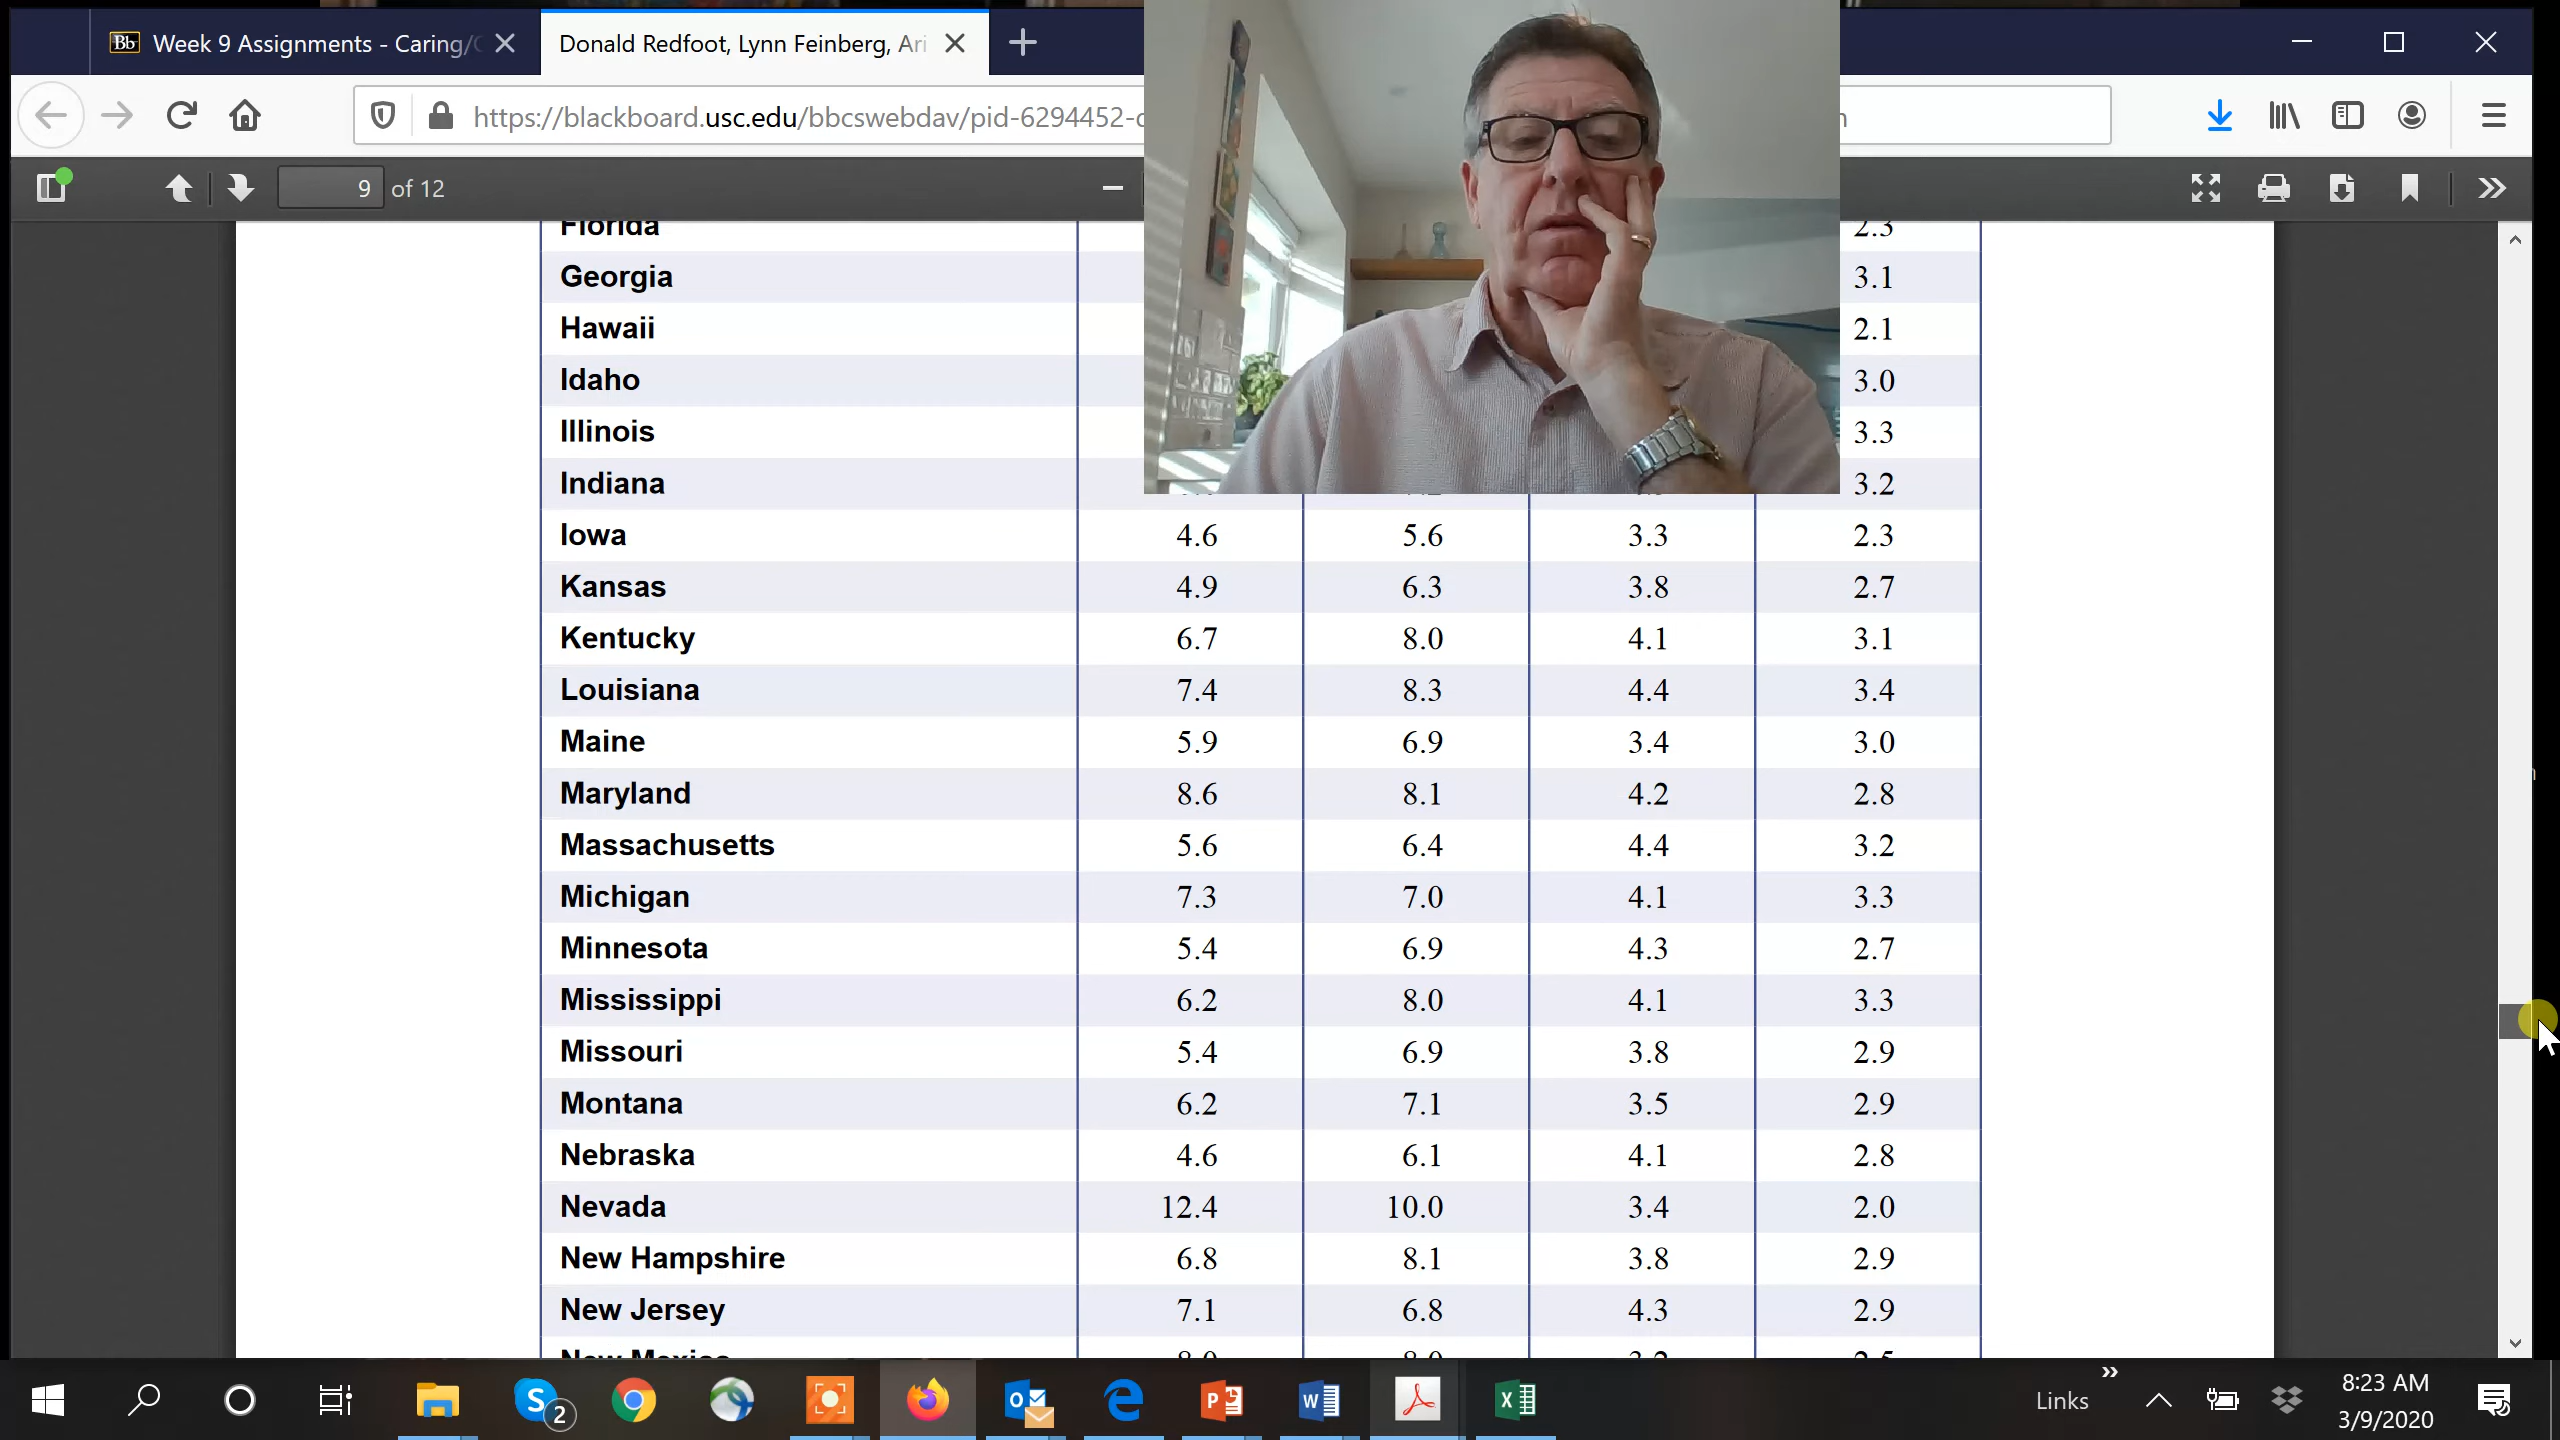 Week 9 Assignments - Caring/
Donald Redfoot, Lynn Feinberg, Ari
https://blackboard.usc.edu/bbcswebdav/pid-6294452-
9 of 12
Florida 2.3
Georgia 3.1
Hawaii 2.1
Idaho 3.0
Illinois 3.3
Indiana 3.2
Iowa 4.6 5.6 3.3 2.3
Kansas 4.9 6.3 3.8 2.7
Kentucky 6.7 8.0 4.1 3.1
Louisiana 7.4 8.3 4.4 3.4
Maine 5.9 6.9 3.4 3.0
Maryland 8.6 8.1 4.2 2.8
Massachusetts 5.6 6.4 4.4 3.2
Michigan 7.3 7.0 4.1 3.3
Minnesota 5.4 6.9 4.3 2.7
Mississippi 6.2 8.0 4.1 3.3
Missouri 5.4 6.9 3.8 2.9
Montana 6.2 7.1 3.5 2.9
Nebraska 4.6 6.1 4.1 2.8
Nevada 12.4 10.0 3.4 2.0
New Hampshire 6.8 8.1 3.8 2.9
New Jersey 7.1 6.8 4.3 2.9
Links
8:23 AM
3/9/2020
2